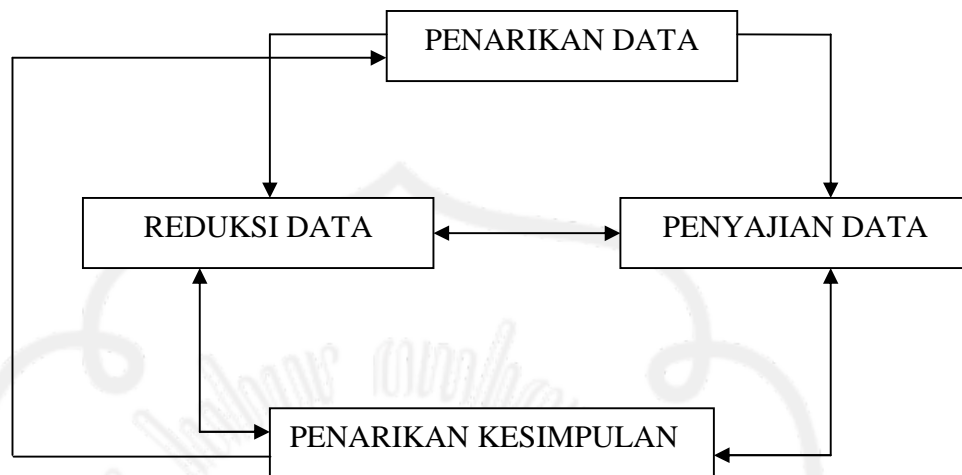 PENARIKAN DATA
REDUKSI DATA
PENYAJIAN DATA
PENARIKAN KESIMPULAN